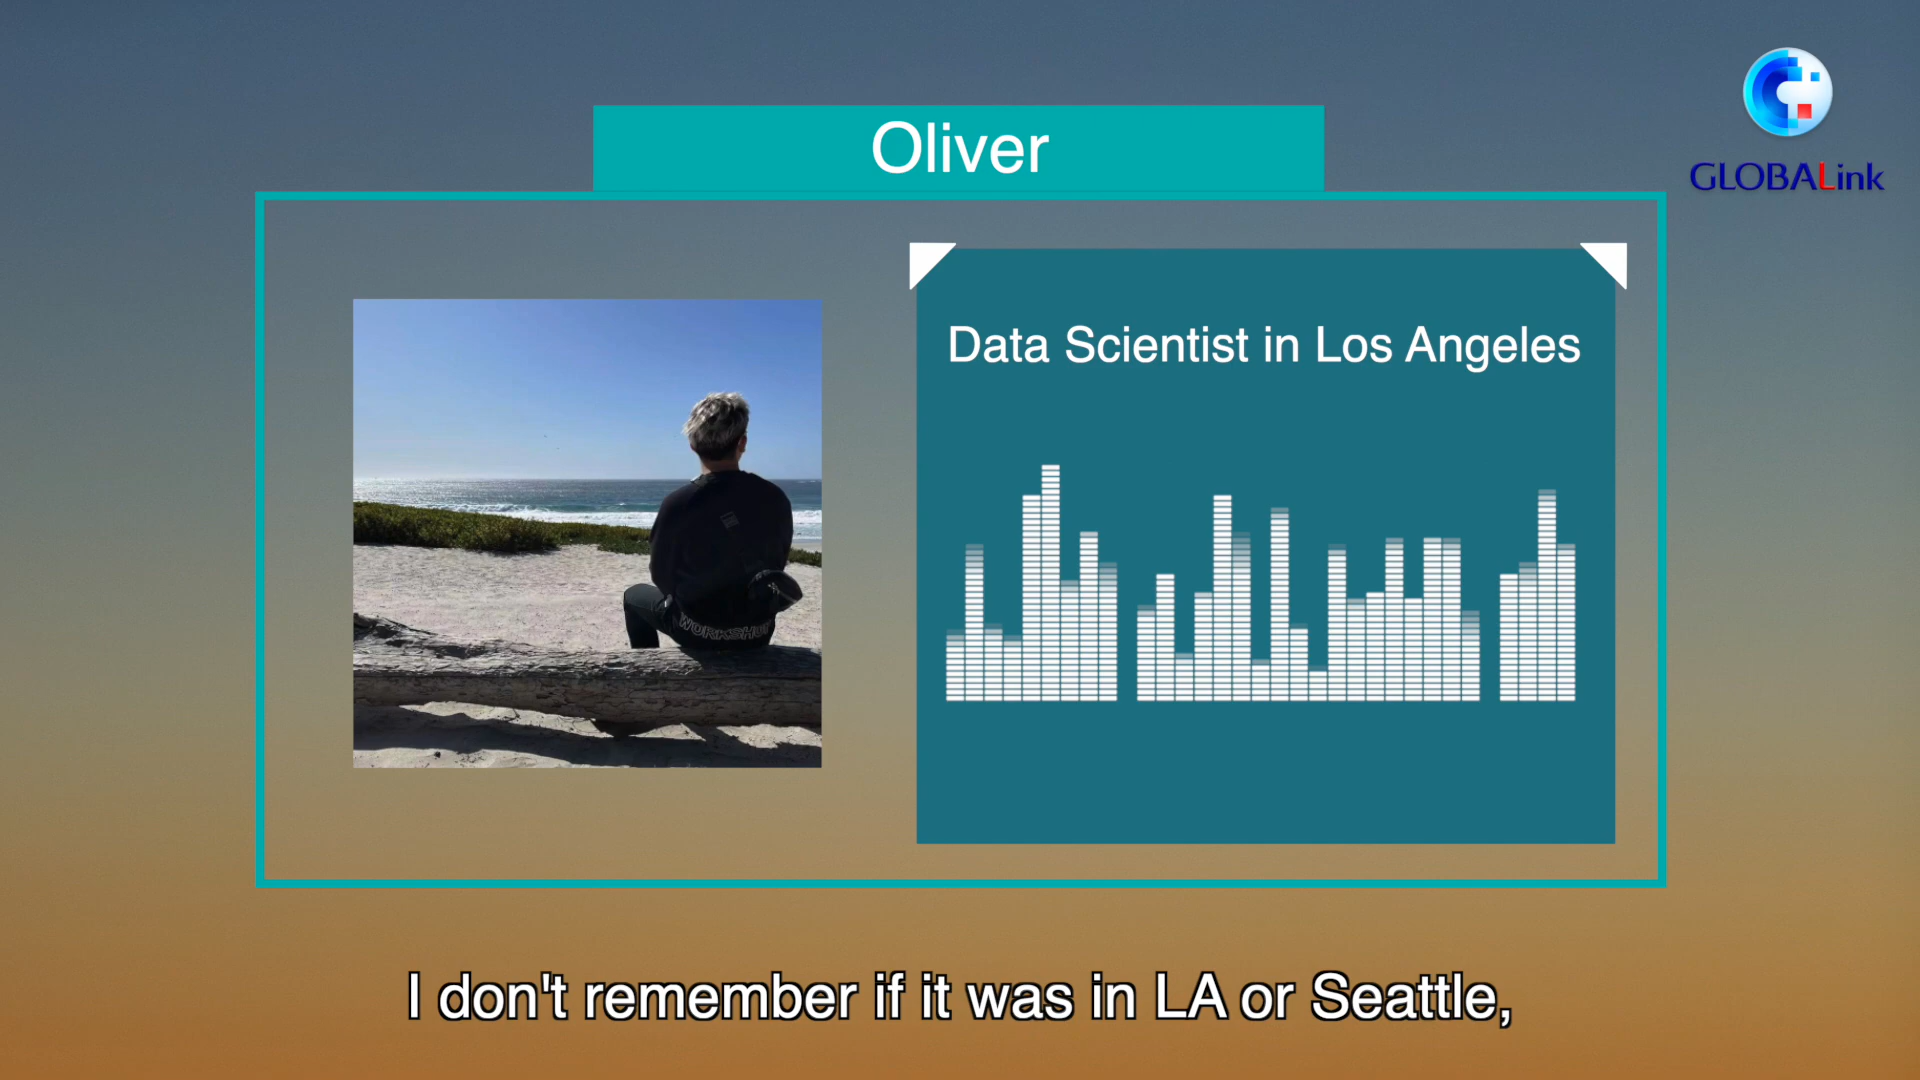 Oliver
GLOBALink
Data Scientist in Los Angeles
WORKSHOP
I don't remember if it was in LA or Seattle,